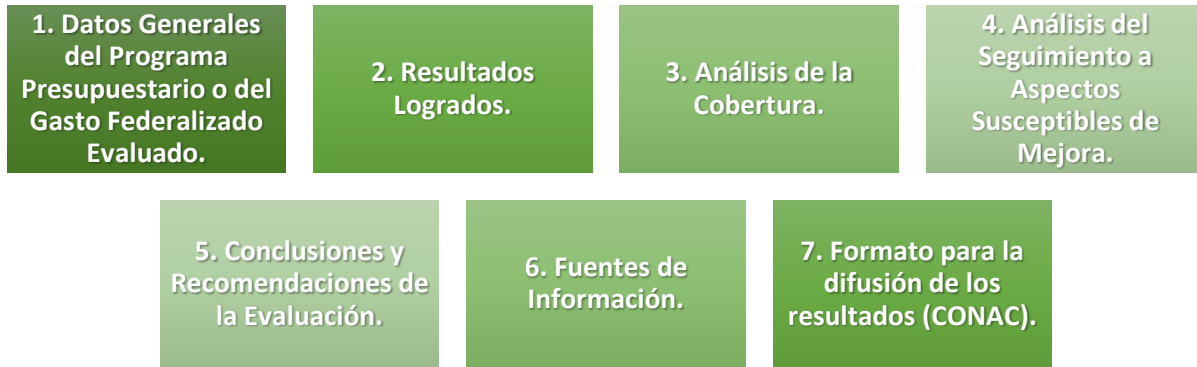 1. Datos Generales
del Programa
Presupuestario o del
Gasto Federalizado
Evaluado.
2. Resultados
Logrados.
3. Análisis de la
Cobertura.
4. Análisis del
Seguimiento a
Aspectos
Susceptibles de
Mejora.
5. Conclusiones y
Recomendaciones de
la Evaluación.
6. Fuentes de
Información.
7. Formato para la
difusión de los
resultados (CONAC).